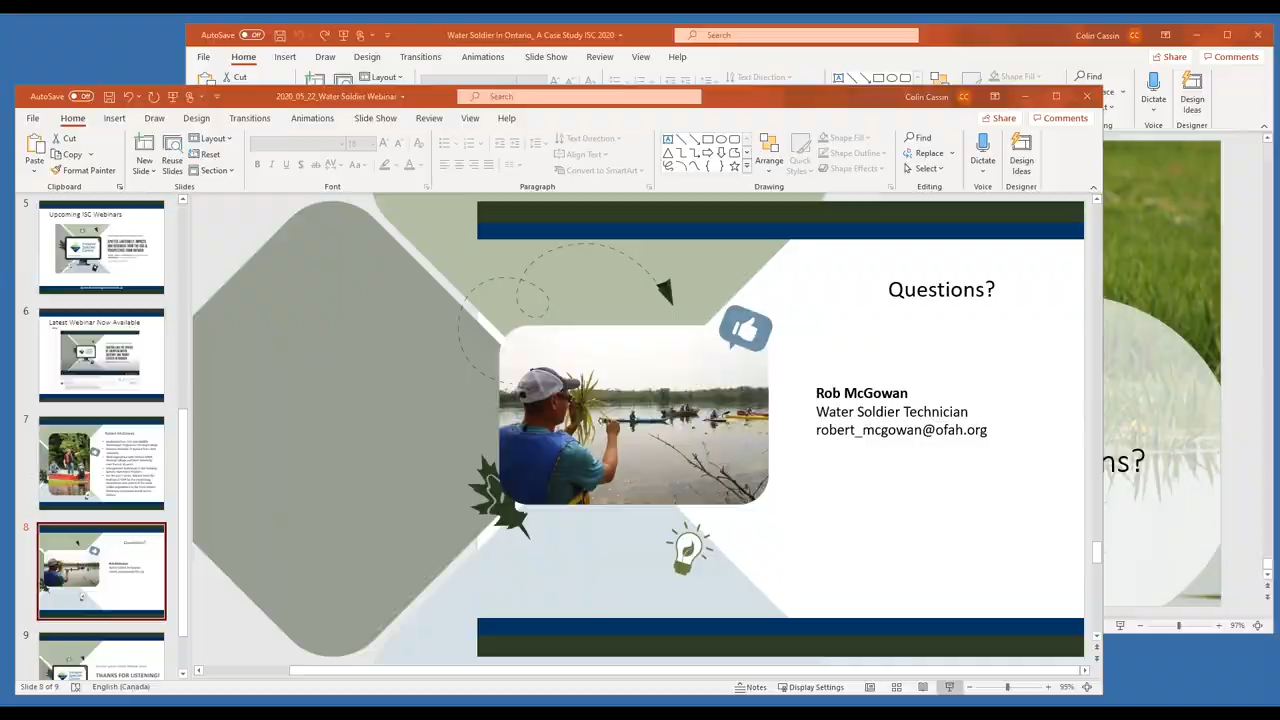 AutoSave Off
Water Soldier in Ontario_ A Case Study ISC 2020
Search
Colin Cassin CC
File Home Insert Draw Design Transitions Animations Slide Show Review View Help
Share Comments
Cut
Layout
Text Direction
Shape Fill
Find
Dictate
Voice
Design
Ideas
Designer
AutoSave Off
2020_05_22_Water Soldier Webinar
Search
Colin Cassin CC
File Home Insert Draw Design Transitions Animations Slide Show Review View Help
Share Comments
Paste
Cut
Copy
Format Painter
Clipboard
New
Slide
Reuse
Slides
Layout
Reset
Section
Slides
18
Font
Text Direction
Align Text
Convert to SmartArt
Paragraph
Arrange
Quick
Styles
Shape Fill
Shape Outline
Shape Effects
Drawing
Find
Replace
Select
Editing
Dictate
Voice
Design
Ideas
Designer
5
Upcoming ISC Webinars
6
Latest Webinar Now Available
7
8
9
THANKS FOR LISTENING!
Questions?
Rob McGowan
Water Soldier Technician
robert_mcgowan@ofah.org
ns?
97%
Slide 8 of 9 English (Canada)
Notes Display Settings
95%